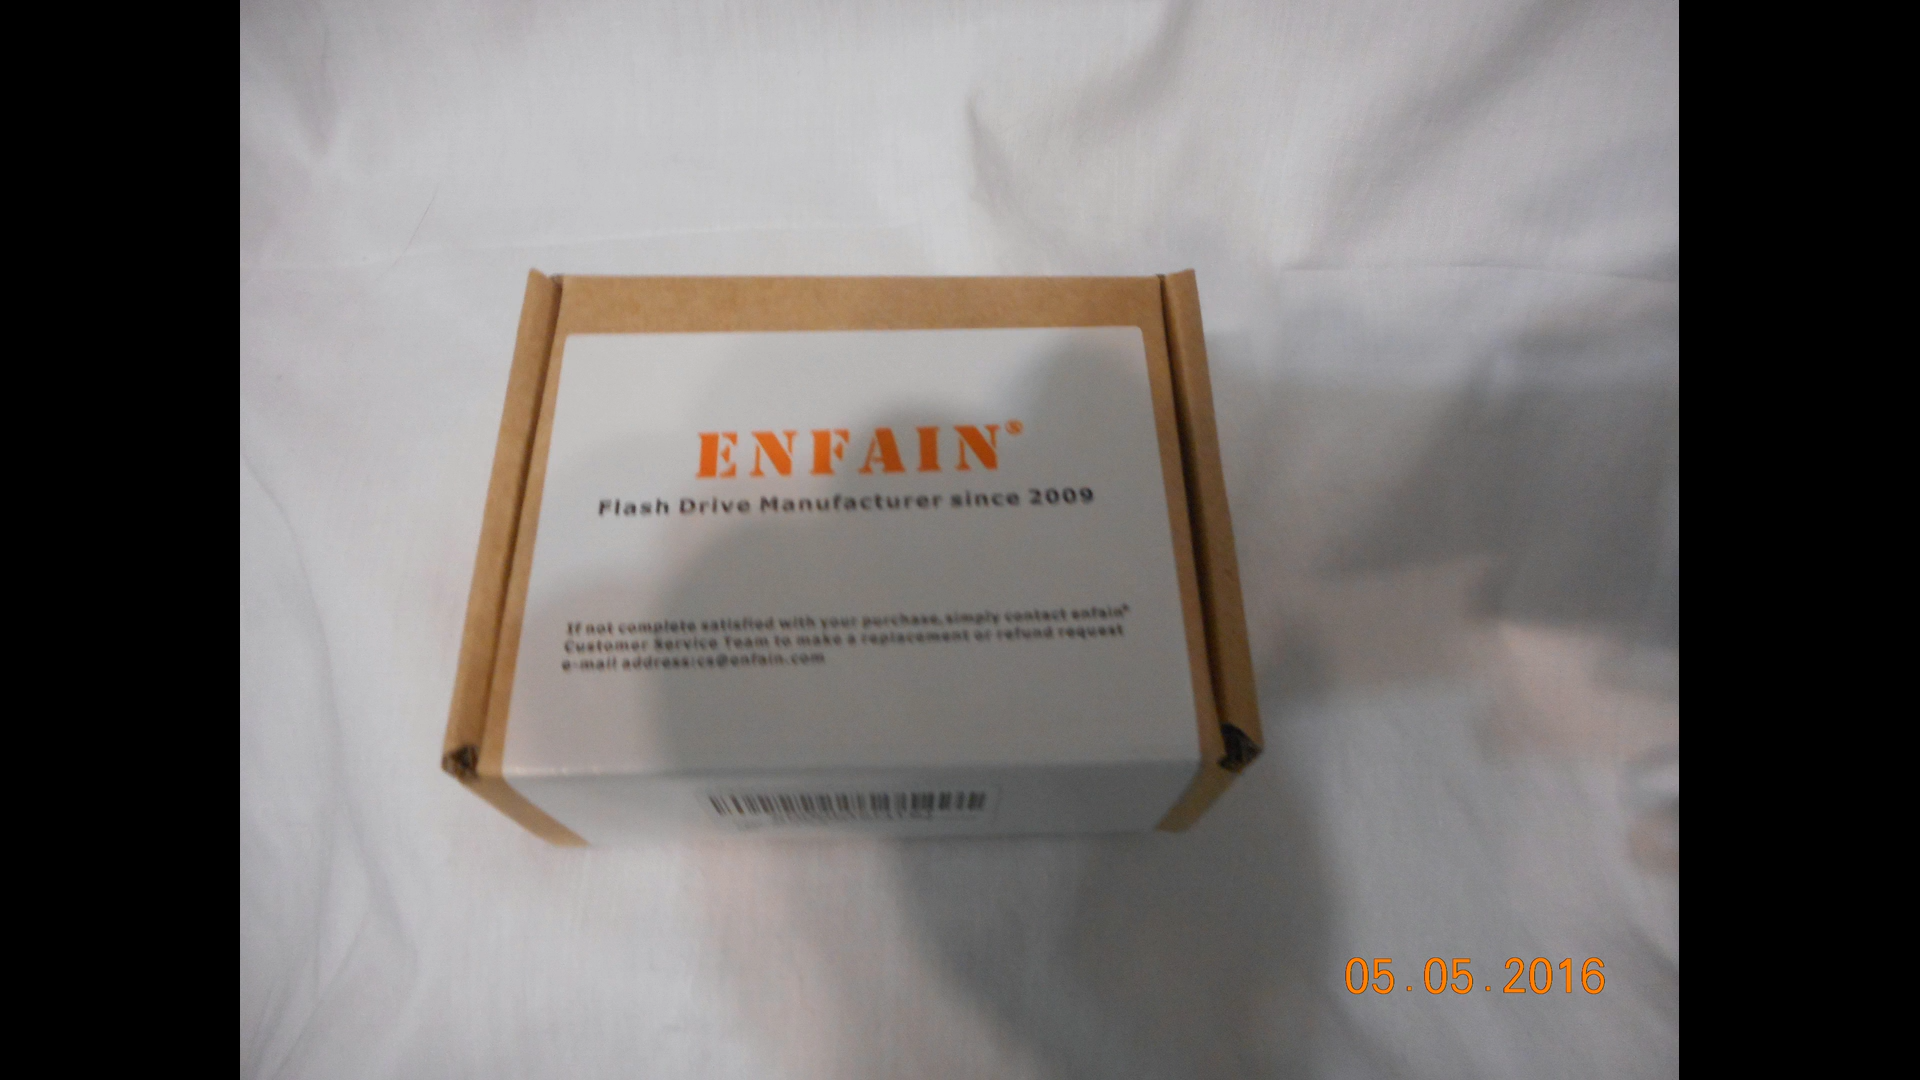 ENFAIN®
Flash Drive Manufacturer since 2009
If not complete satisfied with your purchase, simply contact enfain®
Customer Service Team to make a replacement or refund request
e-mail address:cs@enfain.com
05.05.2016